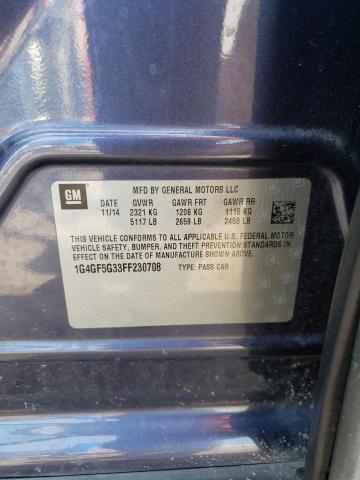 GM
MFD BY GENERAL MOTORS LLC
DATE GVWR GAWR FRT GAWR RR
11/14 2321 KG 1206 KG 1115 KG
5117 LB 2659 LB 2458 LB
THIS VEHICLE CONFORMS TO ALL APPLICABLE U.S. FEDERAL MOTOR
VEHICLE SAFETY, BUMPER, AND THEFT PREVENTION STANDARDS IN
EFFECT ON THE DATE OF MANUFACTURE SHOWN ABOVE.
1G4GF5G33FF230708 TYPE: PASS CAR